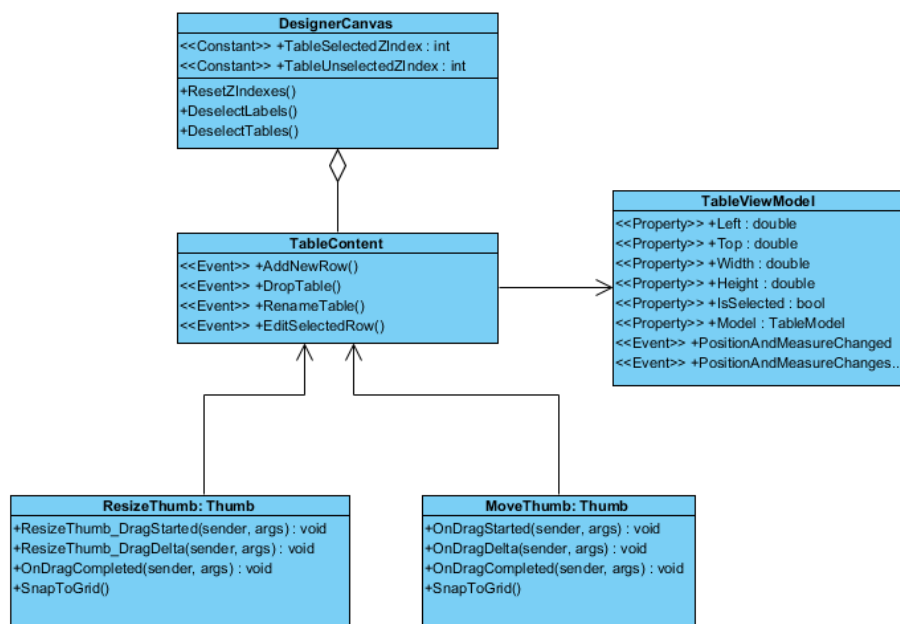 DesignerCanvas
<<Constant>> +TableSelectedZIndex : int
<<Constant>> +TableUnselectedZIndex : int
+ResetZIndexes()
+DeselectLabels()
+DeselectTables()
TableViewModel
<<Property>> +Left : double
<<Property>> +Top : double
<<Property>> +Width : double
<<Property>> +Height : double
<<Property>> +IsSelected : bool
<<Property>> +Model : TableModel
<<Event>> +PositionAndMeasureChanged
<<Event>> +PositionAndMeasureChanges...
TableContent
<<Event>> +AddNewRow()
<<Event>> +DropTable()
<<Event>> +RenameTable()
<<Event>> +EditSelectedRow()
ResizeThumb: Thumb
+ResizeThumb_DragStarted(sender, args) : void
+ResizeThumb_DragDelta(sender, args) : void
+OnDragCompleted(sender, args) : void
+SnapToGrid()
MoveThumb: Thumb
+OnDragStarted(sender, args) : void
+OnDragDelta(sender, args) : void
+OnDragCompleted(sender, args) : void
+SnapToGrid()